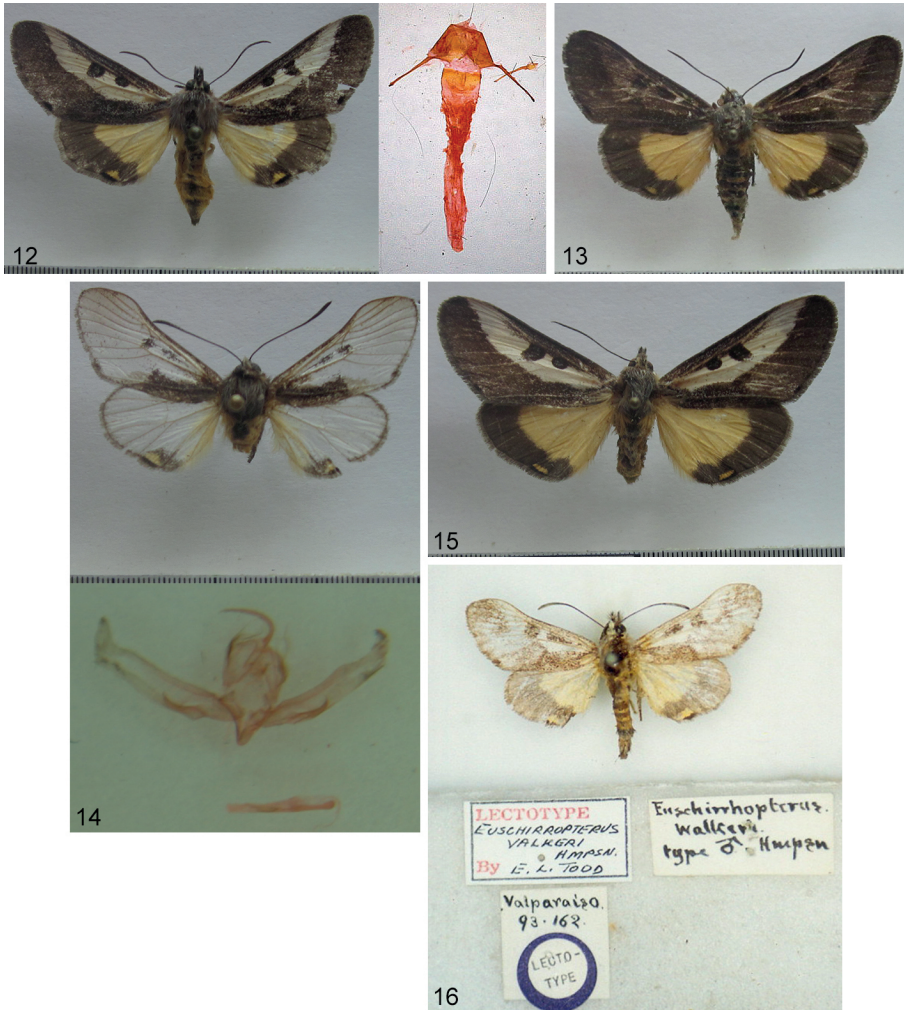 12
13
14
15
LECTOTYPE
EUSCHIRROPTERUS
VALKERI
HMPSN.
By E. L. TODD
Euschirrhopterus.
Walkeri.
type ♂. Hmpsn
Valparaiso.
93·162.
LECTO-
TYPE
16